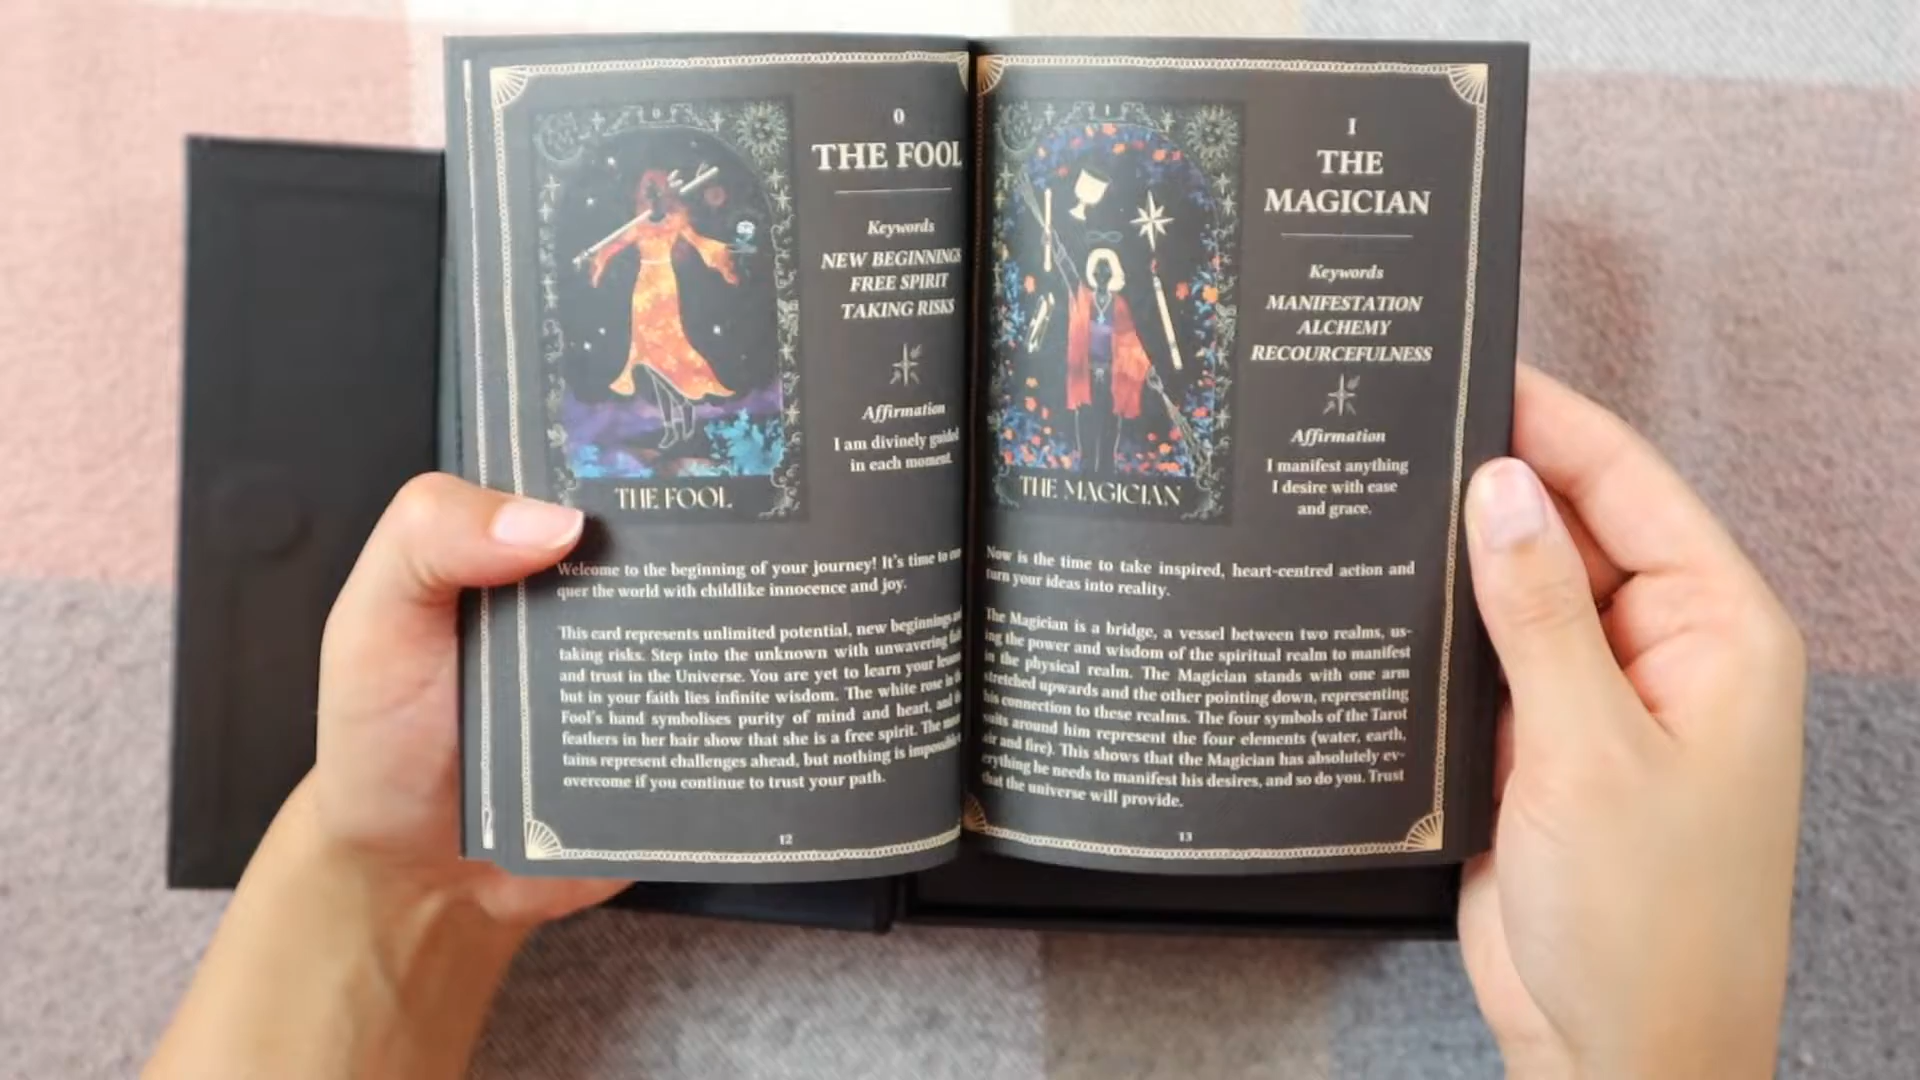 0
THE FOOL
Keywords
NEW BEGINNINGS
FREE SPIRIT
TAKING RISKS
Affirmation
I am divinely guided
in each moment.
0
THE FOOL
Welcome to the beginning of your journey! It's time to
quer the world with childlike innocence and joy.
This card represents unlimited potential, new beginnings and
taking risks. Step into the unknown with unwavering
and trust in the Universe. You are yet to learn your
but in your faith lies infinite wisdom. The white rose in
Fool's hand symbolises purity of mind and heart, and
feathers in her hair show that she is a free spirit. The
tains represent challenges ahead, but nothing is
overcome if you continue to trust your path.
12
I
THE
MAGICIAN
Keywords
MANIFESTATION
ALCHEMY
RECOURCEFULNESS
Affirmation
I manifest anything
I desire with ease
and grace.
I
THE MAGICIAN
Now is the time to take inspired, heart-centred action and
turn your ideas into reality.
The Magician is a bridge, a vessel between two realms, us-
ing the power and wisdom of the spiritual realm to manifest
in the physical realm. The Magician stands with one arm
stretched upwards and the other pointing down, representing
his connection to these realms. The four symbols of the Tarot
suits around him represent the four elements (water, earth,
air and fire). This shows that the Magician has absolutely ev-
erything he needs to manifest his desires, and so do you. Trust
that the universe will provide.
13